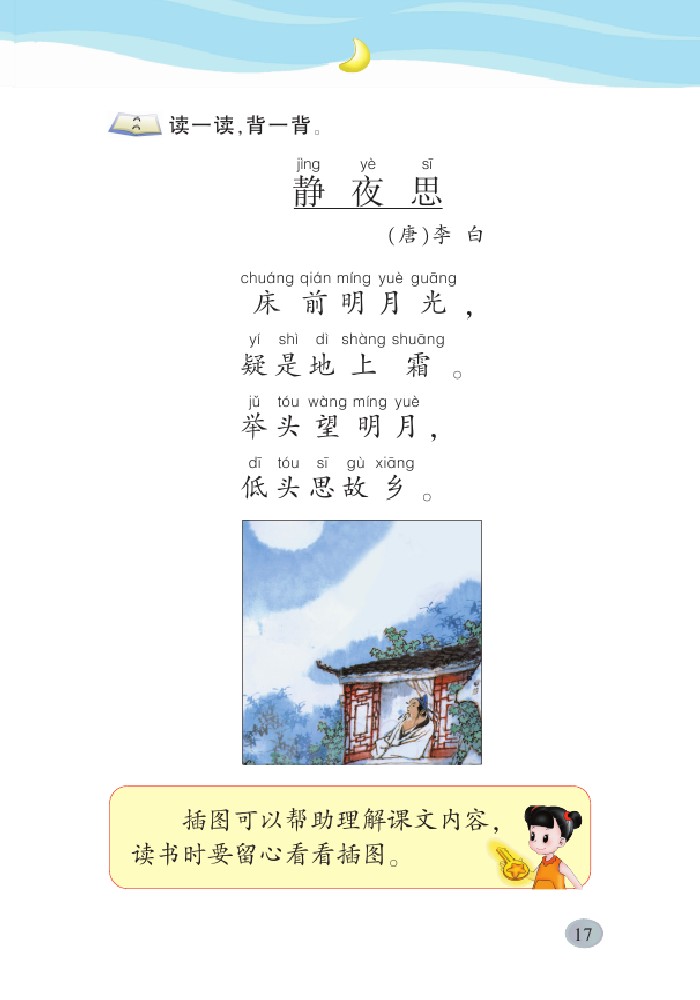 读一读,背一背。
jìng yè sī
静 夜 思
(唐)李 白
chuáng qián míng yuè guāng
床 前 明 月 光 ,
yí shì dì shàng shuāng
疑 是 地 上 霜 。
jǔ tóu wàng míng yuè
举 头 望 明 月 ,
dī tóu sī gù xiāng
低 头 思 故 乡 。
插图可以帮助理解课文内容,
读书时要留心看看插图。
17